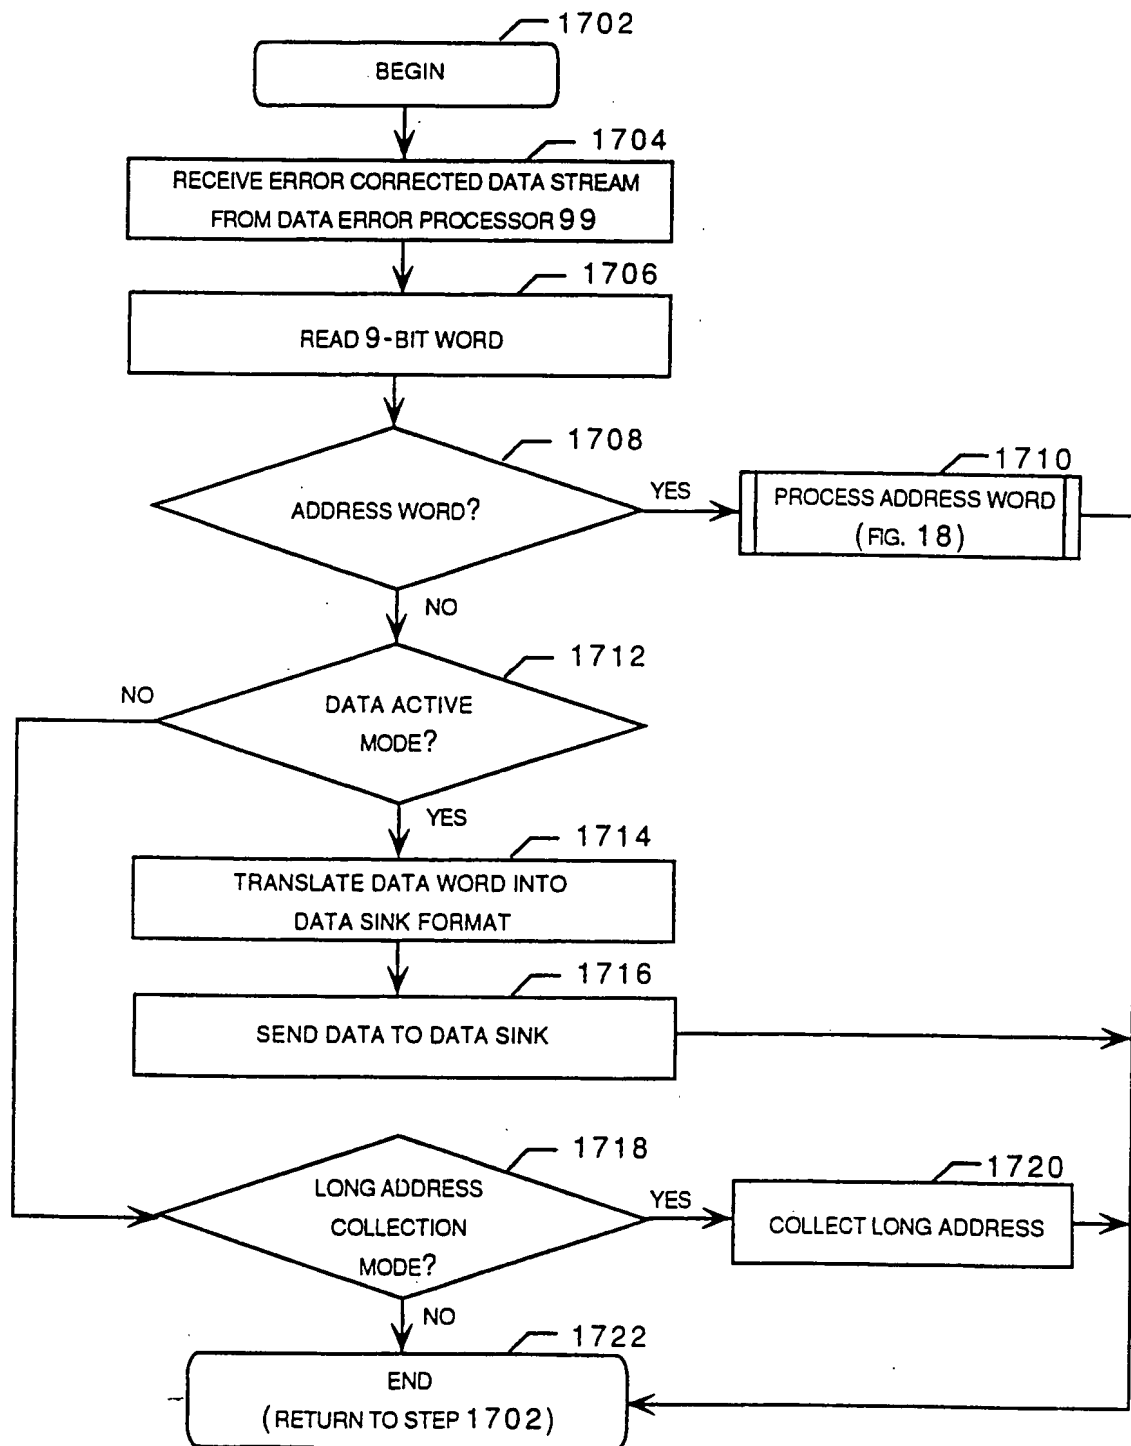 1702
BEGIN
1704
RECEIVE ERROR CORRECTED DATA STREAM
FROM DATA ERROR PROCESSOR 99
1706
READ 9-BIT WORD
1708
ADDRESS WORD?
YES
1710
PROCESS ADDRESS WORD
(FIG. 18)
NO
1712
NO
DATA ACTIVE
MODE?
YES
1714
TRANSLATE DATA WORD INTO
DATA SINK FORMAT
1716
SEND DATA TO DATA SINK
1718
LONG ADDRESS
COLLECTION
MODE?
YES
1720
COLLECT LONG ADDRESS
NO
1722
END
(RETURN TO STEP 1702)